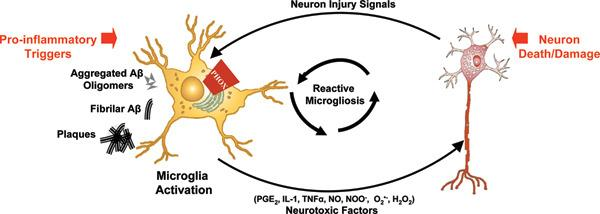 Neuron Injury Signals
Pro-inflammatory
Triggers
Neuron
Death/Damage
Aggregated Aβ
Oligomers
PHOX
Fibrilar Aβ
Reactive
Microgliosis
Plaques
Microglia
Activation
(PGE₂, IL-1, TNFα, NO, NOO⁻, O₂•⁻, H₂O₂)
Neurotoxic Factors